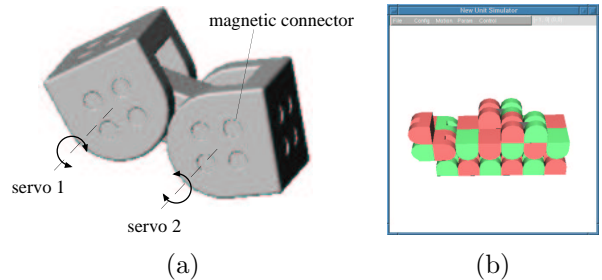 magnetic connector
servo 1
servo 2
(a)
New Unit Simulator
File Config Motion Param Control
(b)